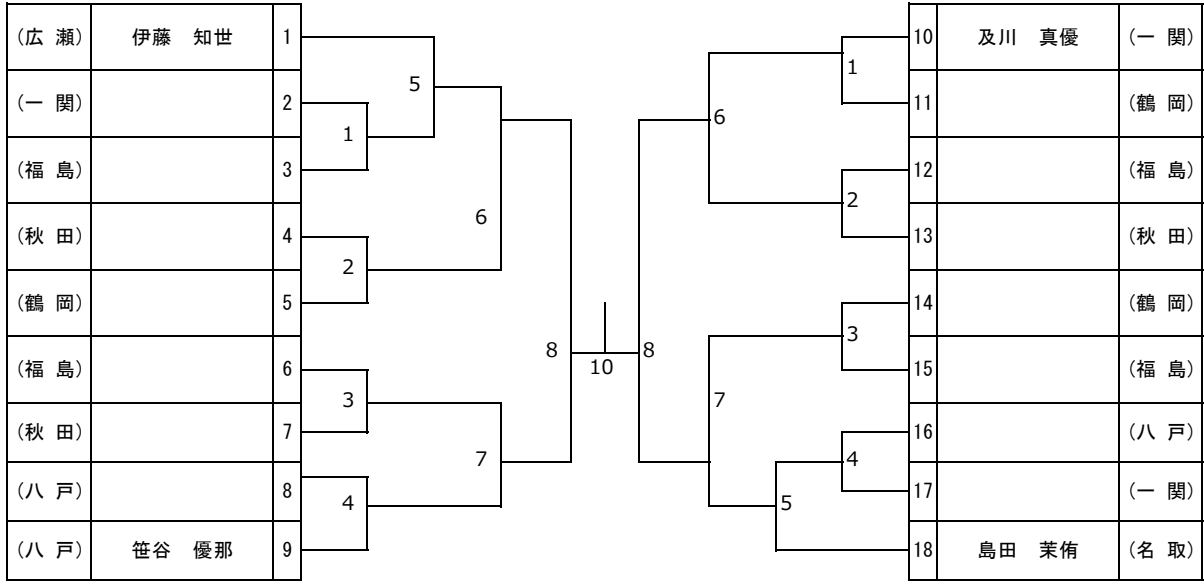 (広 瀬) 伊藤 知世 1
(一 関) 2
(福 島) 3
(秋 田) 4
(鶴 岡) 5
(福 島) 6
(秋 田) 7
(八 戸) 8
(八 戸) 笹谷 優那 9
5
1
6
2
8
3
7
4
10
8
1
6
2
3
7
4
5
10 及川 真優 (一 関)
11 (鶴 岡)
12 (福 島)
13 (秋 田)
14 (鶴 岡)
15 (福 島)
16 (八 戸)
17 (一 関)
18 島田 茉侑 (名 取)